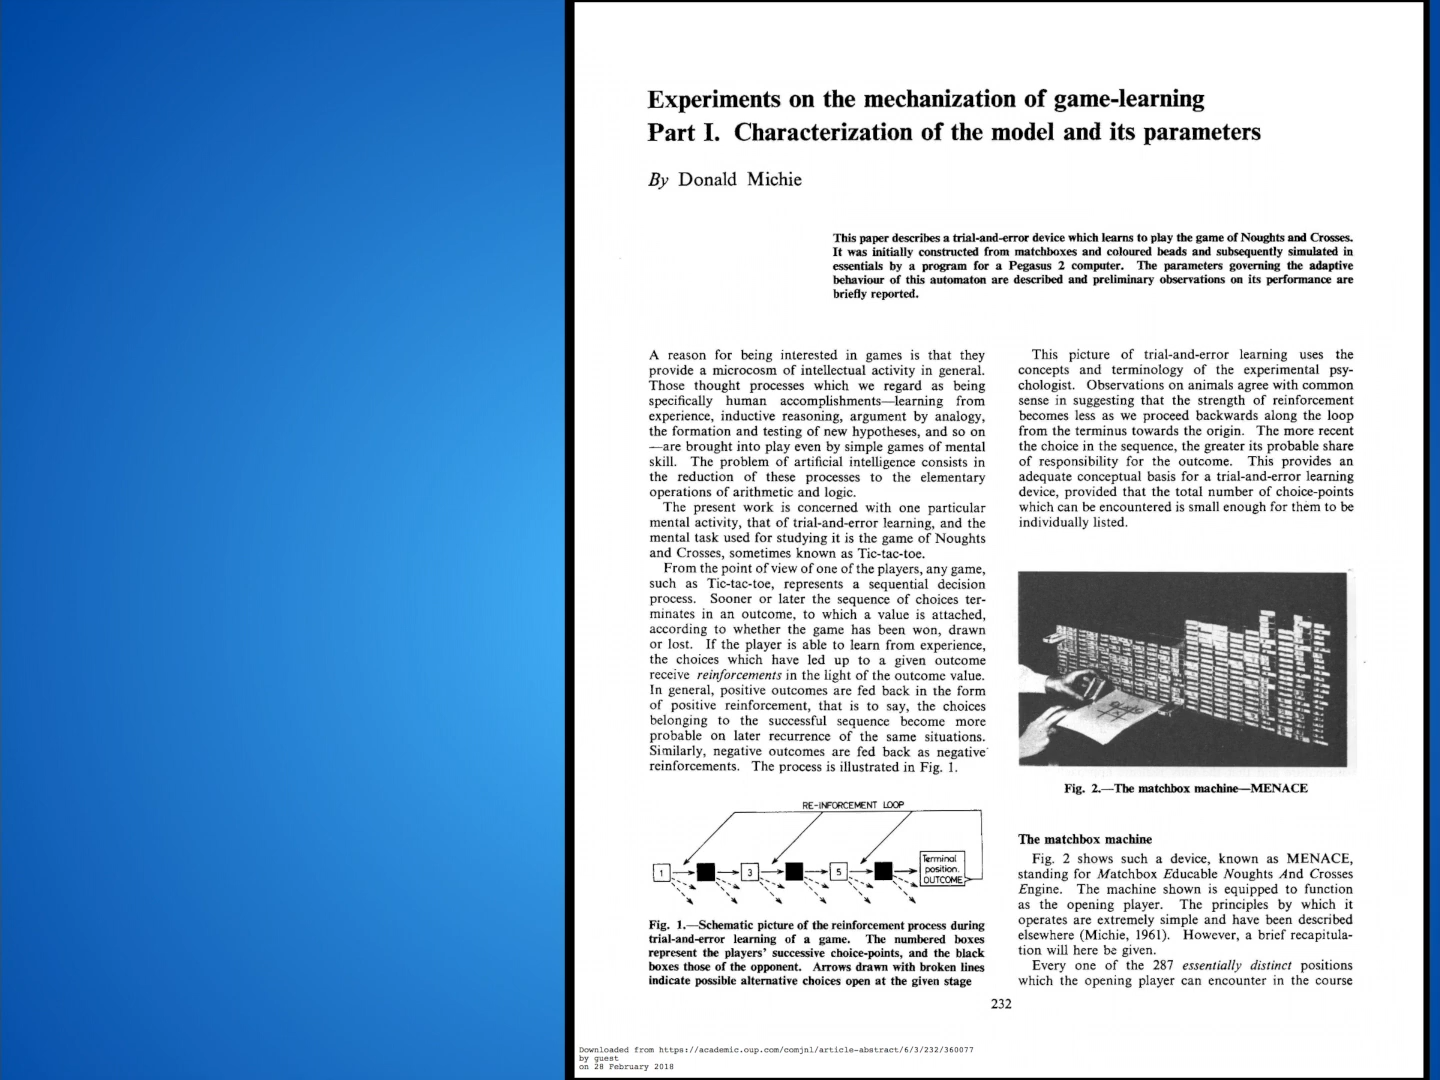 Experiments on the mechanization of game-learning
Part I. Characterization of the model and its parameters
By Donald Michie
This paper describes a trial-and-error device which learns to play the game of Noughts and Crosses.
It was initially constructed from matchboxes and coloured beads and subsequently simulated in
essentials by a program for a Pegasus 2 computer. The parameters governing the adaptive
behaviour of this automaton are described and preliminary observations on its performance are
briefly reported.
A reason for being interested in games is that they
provide a microcosm of intellectual activity in general.
Those thought processes which we regard as being
specifically human accomplishments—learning from
experience, inductive reasoning, argument by analogy,
the formation and testing of new hypotheses, and so on
—are brought into play even by simple games of mental
skill. The problem of artificial intelligence consists in
the reduction of these processes to the elementary
operations of arithmetic and logic.
The present work is concerned with one particular
mental activity, that of trial-and-error learning, and the
mental task used for studying it is the game of Noughts
and Crosses, sometimes known as Tic-tac-toe.
From the point of view of one of the players, any game,
such as Tic-tac-toe, represents a sequential decision
process. Sooner or later the sequence of choices ter-
minates in an outcome, to which a value is attached,
according to whether the game has been won, drawn
or lost. If the player is able to learn from experience,
the choices which have led up to a given outcome
receive reinforcements in the light of the outcome value.
In general, positive outcomes are fed back in the form
of positive reinforcement, that is to say, the choices
belonging to the successful sequence become more
probable on later recurrence of the same situations.
Similarly, negative outcomes are fed back as negative
reinforcements. The process is illustrated in Fig. 1.
RE-INFORCEMENT LOOP
1
3
5
Terminal
position.
OUTCOME
Fig. 1.—Schematic picture of the reinforcement process during
trial-and-error learning of a game. The numbered boxes
represent the players' successive choice-points, and the black
boxes those of the opponent. Arrows drawn with broken lines
indicate possible alternative choices open at the given stage
This picture of trial-and-error learning uses the
concepts and terminology of the experimental psy-
chologist. Observations on animals agree with common
sense in suggesting that the strength of reinforcement
becomes less as we proceed backwards along the loop
from the terminus towards the origin. The more recent
the choice in the sequence, the greater its probable share
of responsibility for the outcome. This provides an
adequate conceptual basis for a trial-and-error learning
device, provided that the total number of choice-points
which can be encountered is small enough for them to be
individually listed.
Fig. 2.—The matchbox machine—MENACE
The matchbox machine
Fig. 2 shows such a device, known as MENACE,
standing for Matchbox Educable Noughts And Crosses
Engine. The machine shown is equipped to function
as the opening player. The principles by which it
operates are extremely simple and have been described
elsewhere (Michie, 1961). However, a brief recapitula-
tion will here be given.
Every one of the 287 essentially distinct positions
which the opening player can encounter in the course
232
Downloaded from https://academic.oup.com/comjnl/article-abstract/6/3/232/360077
by guest
on 28 February 2018